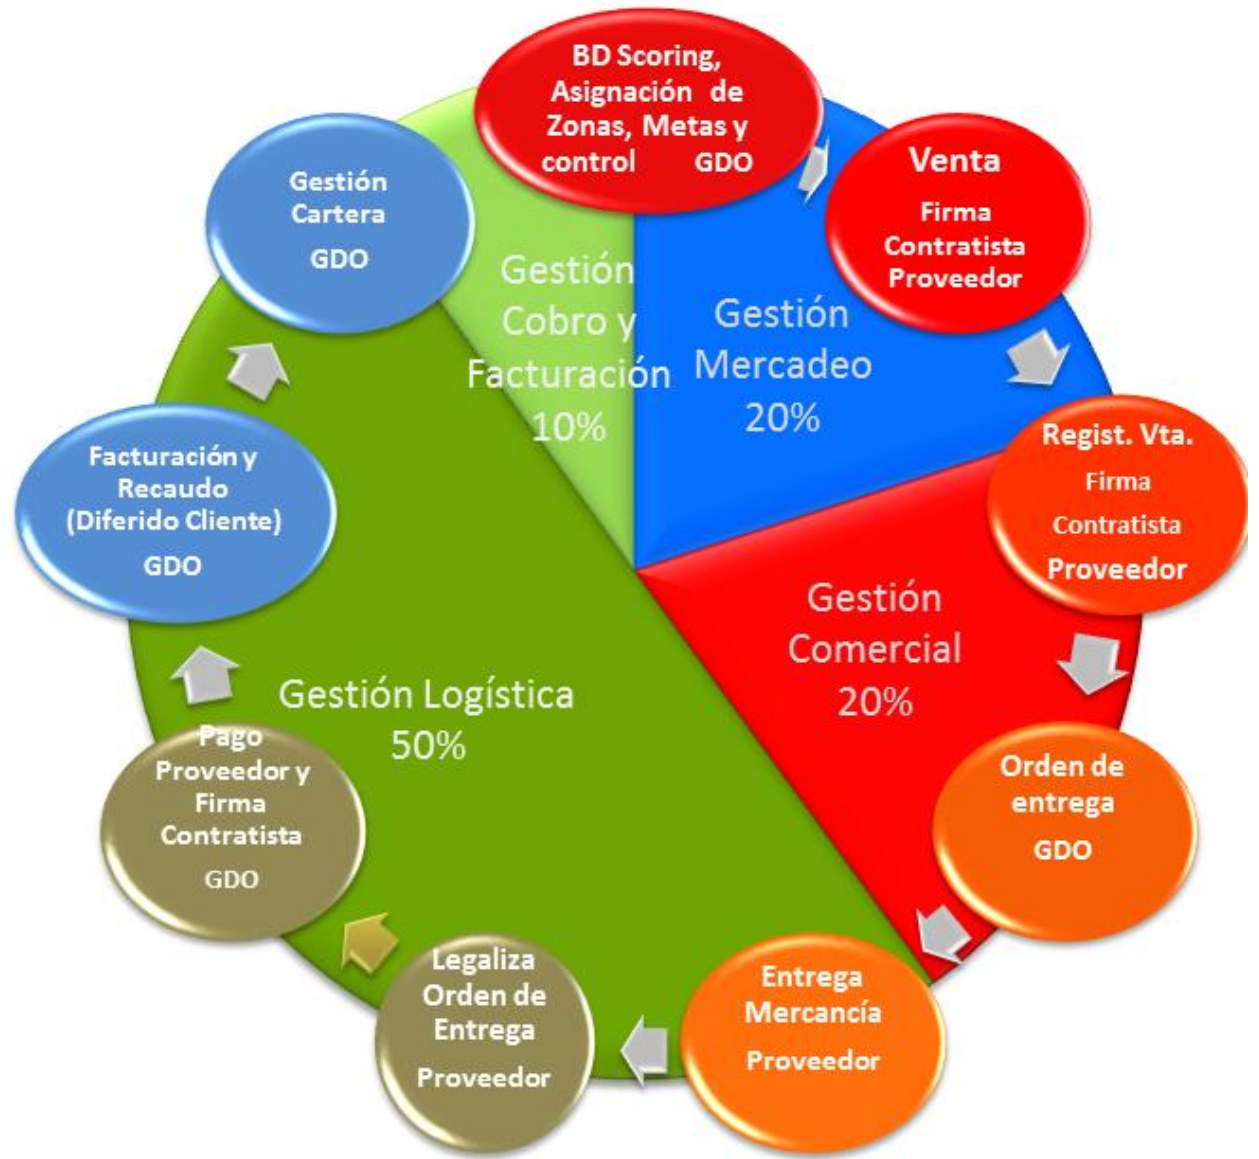 BD Scoring,
Asignación de
Zonas, Metas y
control GDO
Venta
Firma
Contratista
Proveedor
Regist. Vta.
Firma
Contratista
Proveedor
Orden de
entrega
GDO
Entrega
Mercancía
Proveedor
Legaliza
Orden de
Entrega
Proveedor
Pago
Proveedor y
Firma
Contratista
GDO
Facturación y
Recaudo
(Diferido Cliente)
GDO
Gestión
Cartera
GDO
Gestión
Cobro y
Facturación
10%
Gestión
Mercadeo
20%
Gestión
Comercial
20%
Gestión Logística
50%